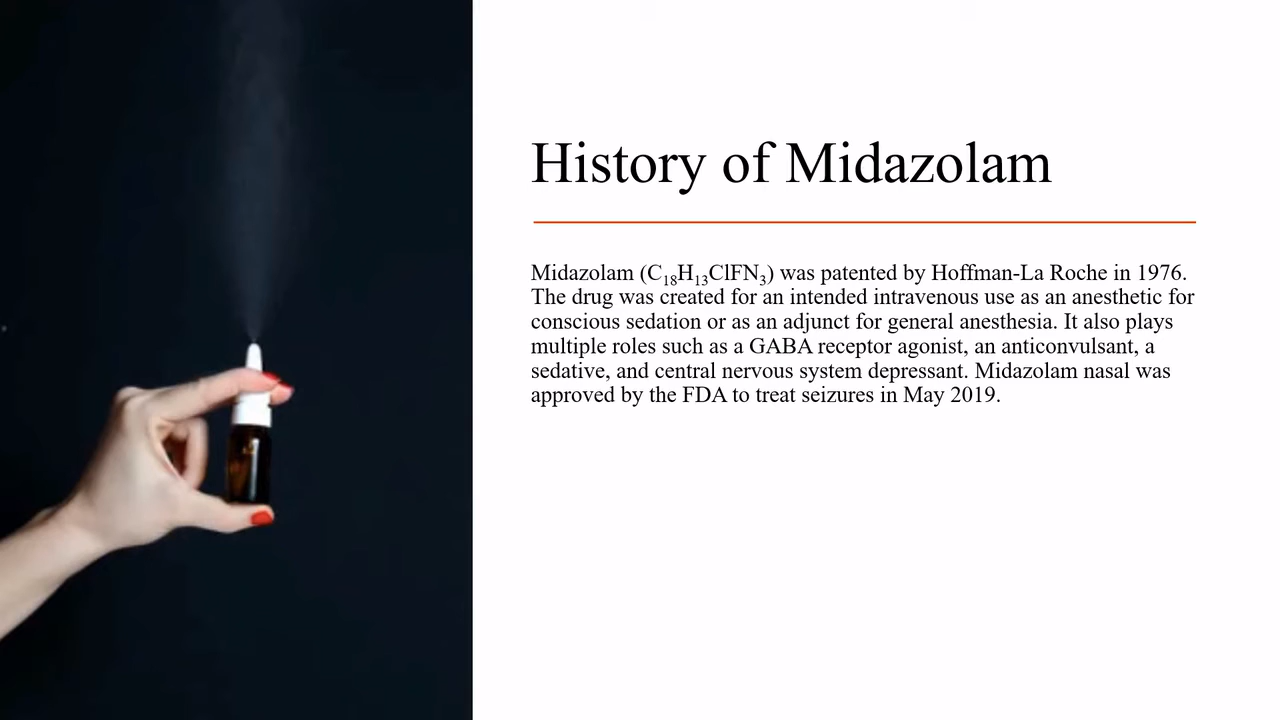 History of Midazolam
Midazolam (C₁₈H₁₃ClFN₃) was patented by Hoffman-La Roche in 1976.
The drug was created for an intended intravenous use as an anesthetic for
conscious sedation or as an adjunct for general anesthesia. It also plays
multiple roles such as a GABA receptor agonist, an anticonvulsant, a
sedative, and central nervous system depressant. Midazolam nasal was
approved by the FDA to treat seizures in May 2019.